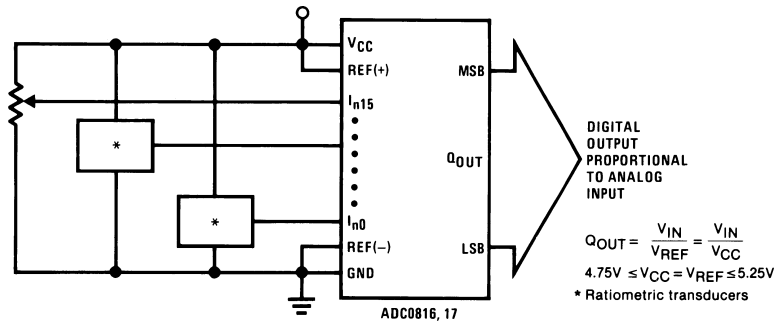 VCC
REF(+)
In15
*
*
In0
REF(−)
GND
MSB
QOUT
LSB
ADC0816, 17
DIGITAL
OUTPUT
PROPORTIONAL
TO ANALOG
INPUT
QOUT = VIN/VREF = VIN/VCC
4.75V ≤ VCC = VREF ≤ 5.25V
* Ratiometric transducers